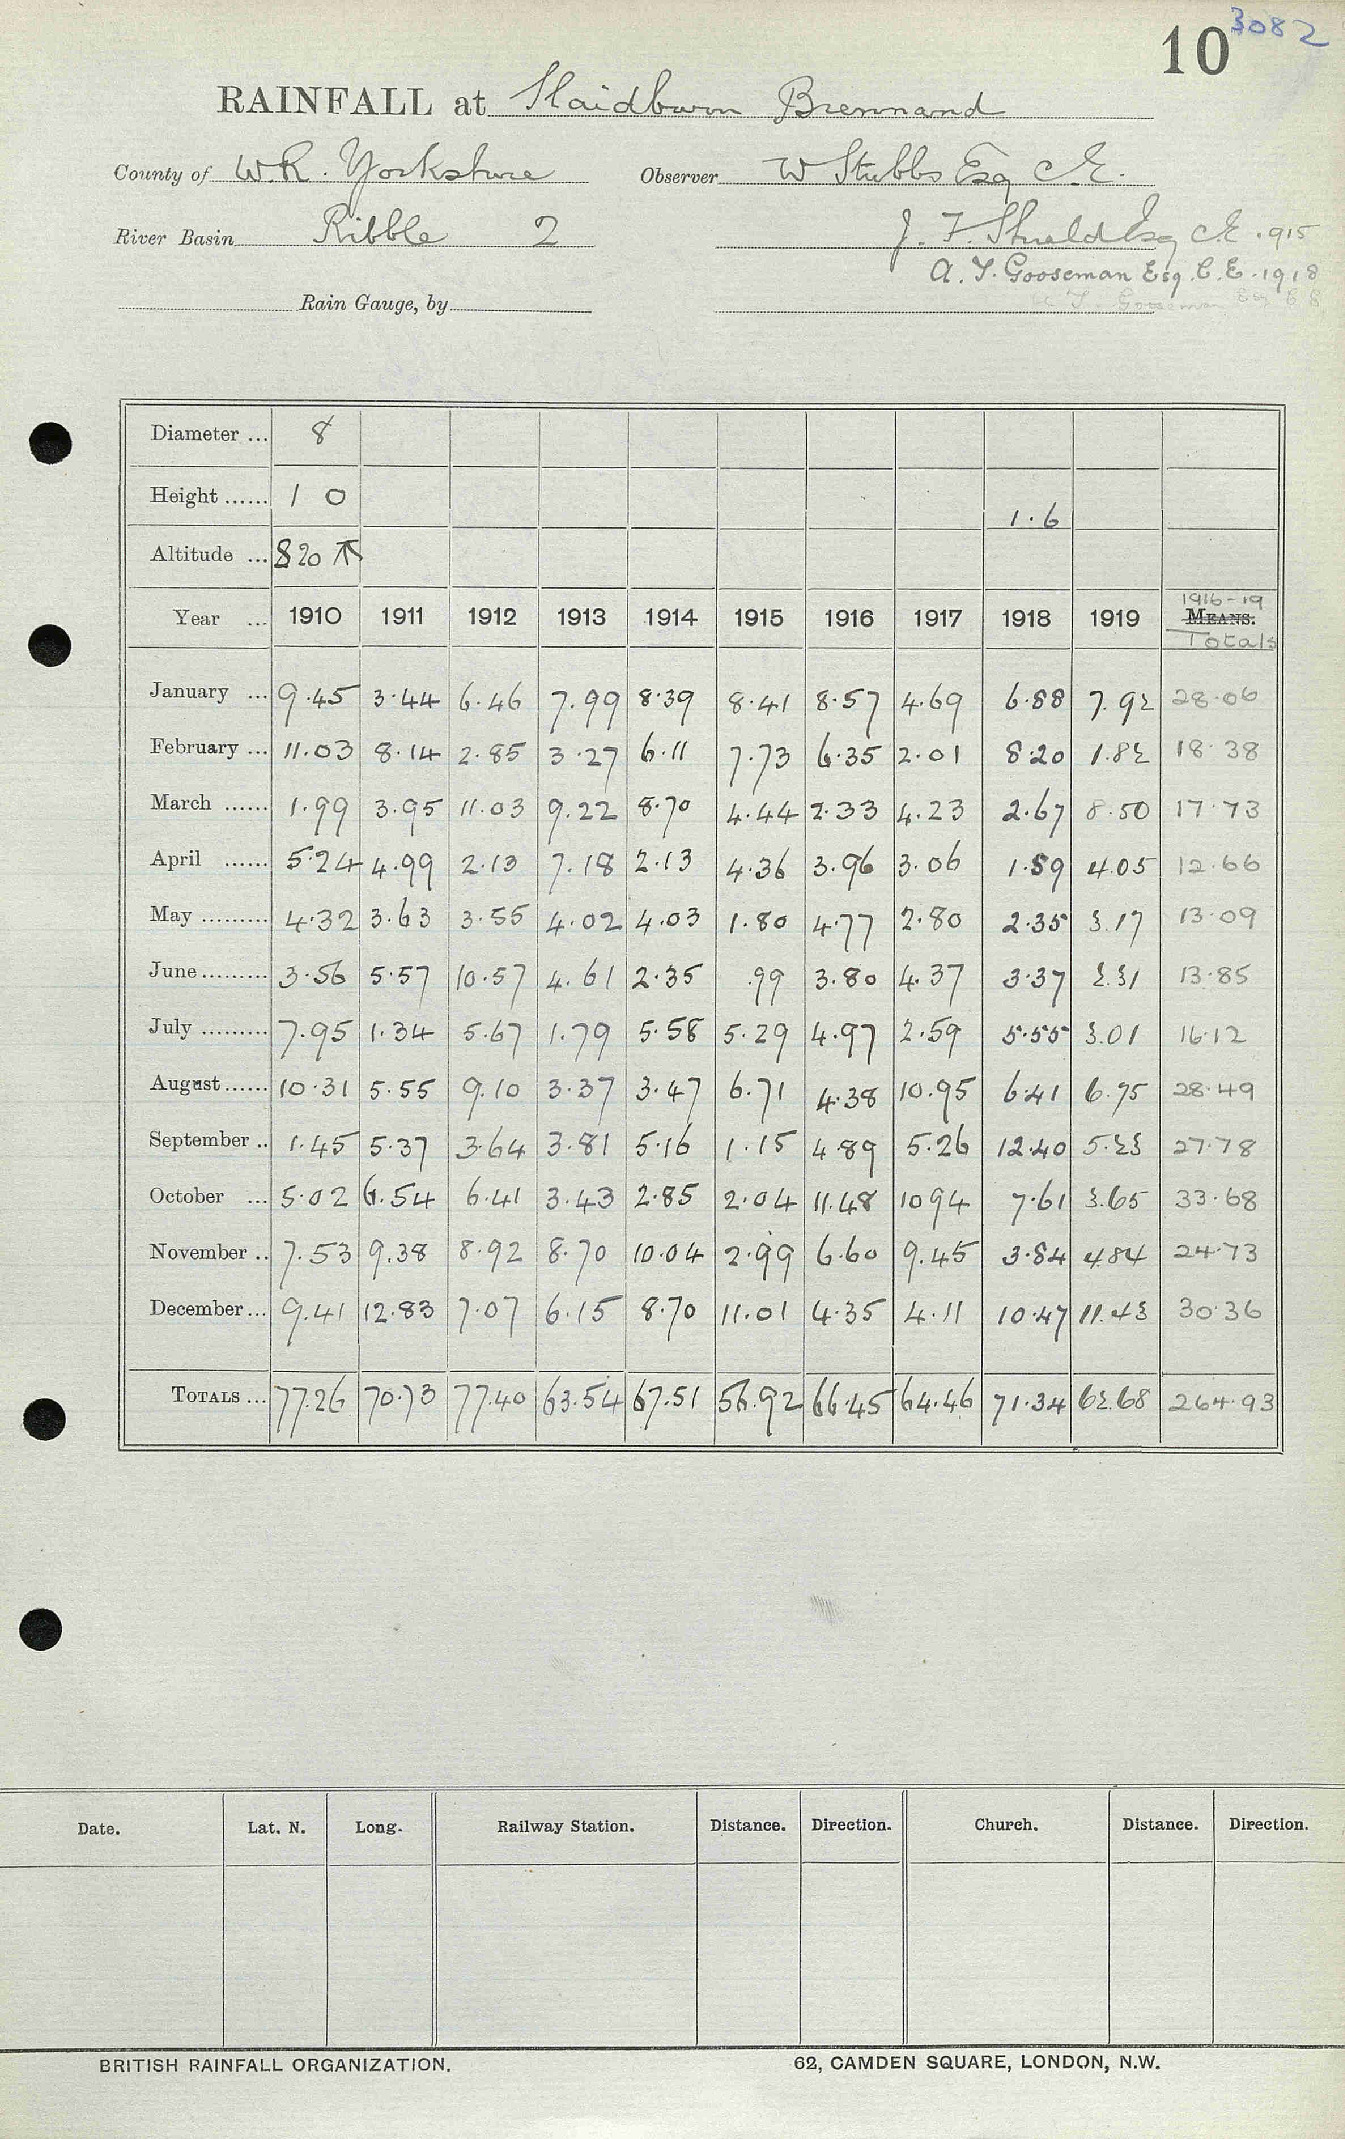 10 3082
RAINFALL at Slaidburn Brennand
County of W.R. Yorkshire Observer W Stubbs Esq C.E.
River Basin Ribble 2 J. F. Shield Esq C.E. 1915
A. T. Gooseman Esq. C.E. 1918
Rain Gauge, by
Diameter ... 8
Height ...... 1 0 1.6
Altitude ... 820 ↑
1916-19
Year ... 1910 1911 1912 1913 1914 1915 1916 1917 1918 1919 MEANS.
Totals
January ... 9.45 3.44 6.46 7.99 8.39 8.41 8.57 4.69 6.88 7.92 28.06
February ... 11.03 8.14 2.85 3.27 6.11 7.73 6.35 2.01 8.20 1.82 18.38
March ...... 1.99 3.95 11.03 9.22 8.70 4.44 2.33 4.23 2.67 8.50 17.73
April ...... 5.24 4.99 2.13 7.18 2.13 4.36 3.96 3.06 1.59 4.05 12.66
May ......... 4.32 3.63 3.55 4.02 4.03 1.80 4.77 2.80 2.35 3.17 13.09
June ......... 3.56 5.57 10.57 4.61 2.35 .99 3.80 4.37 3.37 2.31 13.85
July ......... 7.95 1.34 5.67 1.79 5.58 5.29 4.97 2.59 5.55 3.01 16.12
August ...... 10.31 5.55 9.10 3.37 3.47 6.71 4.38 10.95 6.41 6.75 28.49
September .. 1.45 5.37 3.64 3.81 5.16 1.15 4.89 5.26 12.40 5.23 27.78
October ... 5.02 6.54 6.41 3.43 2.85 2.04 11.48 10 94 7.61 3.65 33.68
November .. 7.53 9.38 8.92 8.70 10.04 2.99 6.60 9.45 3.84 4 84 24.73
December ... 9.41 12.83 7.07 6.15 8.70 11.01 4.35 4.11 10.47 11.43 30.36
TOTALS ... 77.26 70.73 77.40 63.54 67.51 56.92 66.45 64.46 71.34 62.68 264.93
Date. Lat. N. Long. Railway Station. Distance. Direction. Church. Distance. Direction.
BRITISH RAINFALL ORGANIZATION. 62, CAMDEN SQUARE, LONDON, N.W.